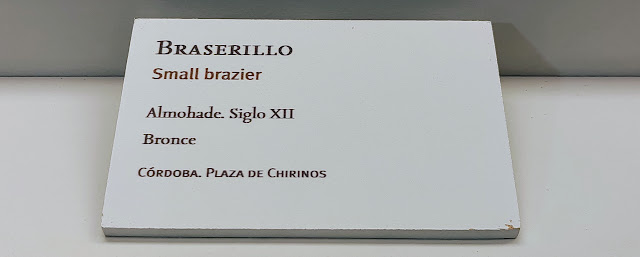 Braserillo
Small brazier
Almohade. Siglo XII
Bronce
Córdoba. Plaza de Chirinos